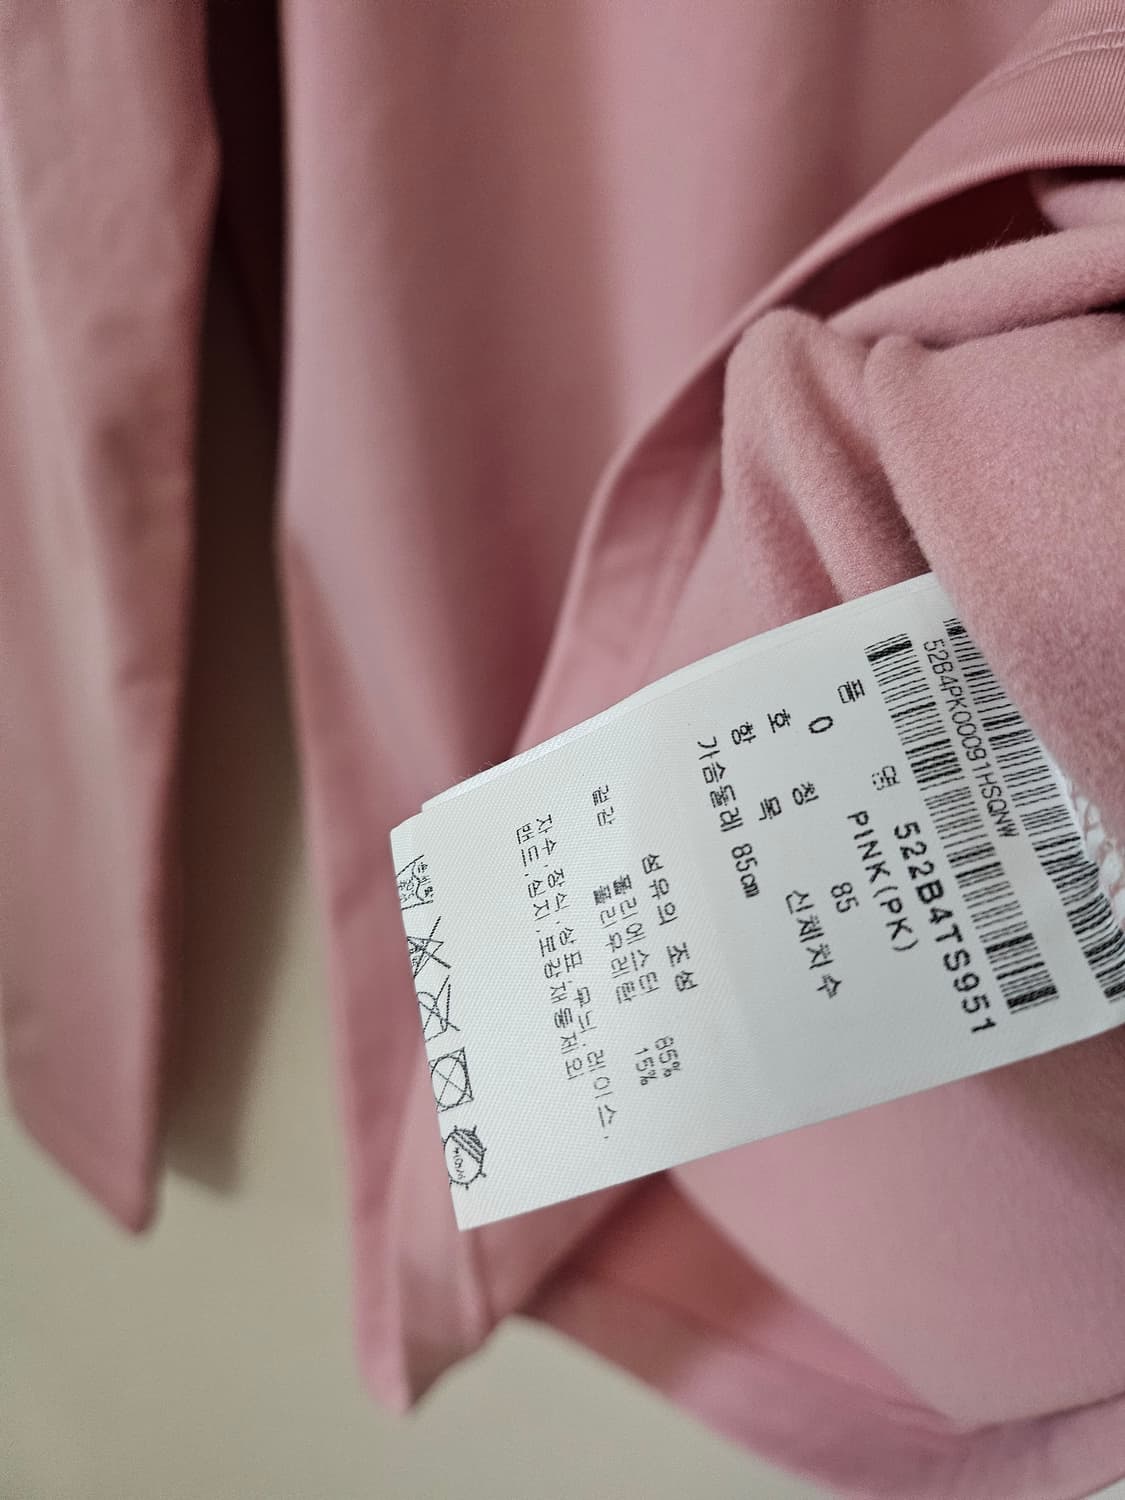 52B4PK00091HSQNW
품 명 522B4TS951
0 PINK(PK)
호 칭 85
항 목 신체치수
가슴둘레 85cm
섬유의 조성
겉감 폴리에스터 85%
폴리우레탄 15%
자수.장식.상표.무늬.레이스.
밴드.심지.보강재등제외